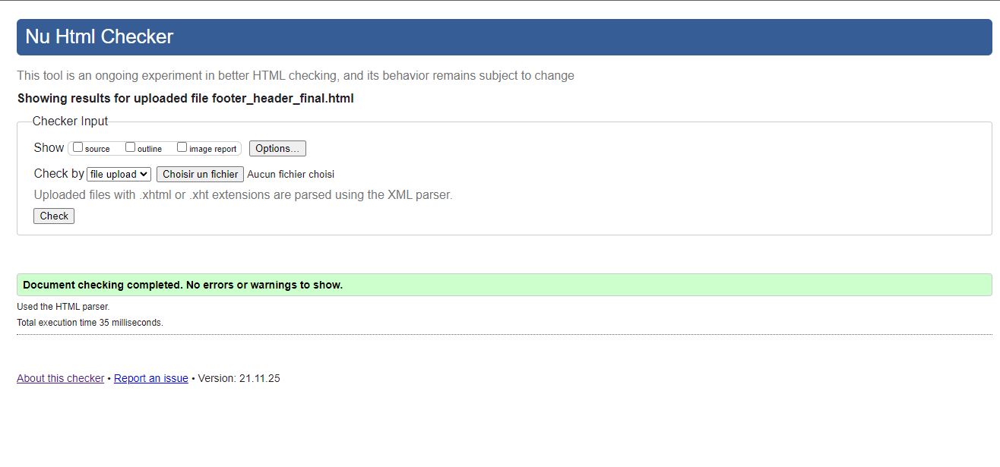 Nu Html Checker
This tool is an ongoing experiment in better HTML checking, and its behavior remains subject to change
Showing results for uploaded file footer_header_final.html
Checker Input
Show source outline image report Options...
Check by file upload Choisir un fichier Aucun fichier choisi
Uploaded files with .xhtml or .xht extensions are parsed using the XML parser.
Check
Document checking completed. No errors or warnings to show.
Used the HTML parser.
Total execution time 35 milliseconds.
About this checker • Report an issue • Version: 21.11.25